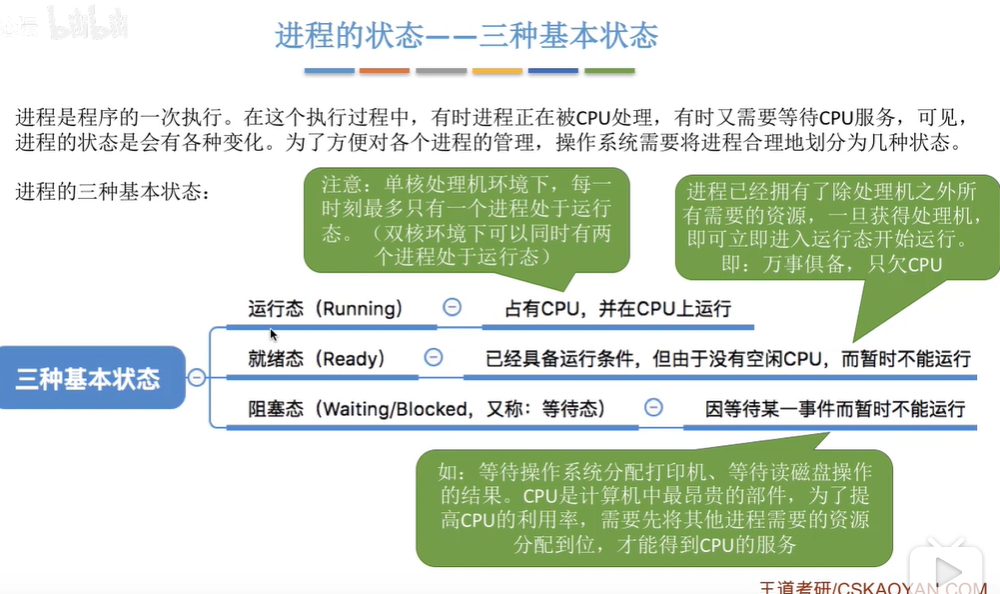 bilibili
进程的状态——三种基本状态
进程是程序的一次执行。在这个执行过程中，有时进程正在被CPU处理，有时又需要等待CPU服务，可见，
进程的状态是会有各种变化。为了方便对各个进程的管理，操作系统需要将进程合理地划分为几种状态。
进程的三种基本状态：
注意：单核处理机环境下，每一
时刻最多只有一个进程处于运行
态。（双核环境下可以同时有两
个进程处于运行态）
进程已经拥有了除处理机之外所
有需要的资源，一旦获得处理机，
即可立即进入运行态开始运行。
即：万事俱备，只欠CPU
运行态（Running）
占有CPU，并在CPU上运行
三种基本状态
就绪态（Ready）
已经具备运行条件，但由于没有空闲CPU，而暂时不能运行
阻塞态（Waiting/Blocked，又称：等待态）
因等待某一事件而暂时不能运行
如：等待操作系统分配打印机、等待读磁盘操作
的结果。CPU是计算机中最昂贵的部件，为了提
高CPU的利用率，需要先将其他进程需要的资源
分配到位，才能得到CPU的服务
王道考研/CSKAOYAN.COM